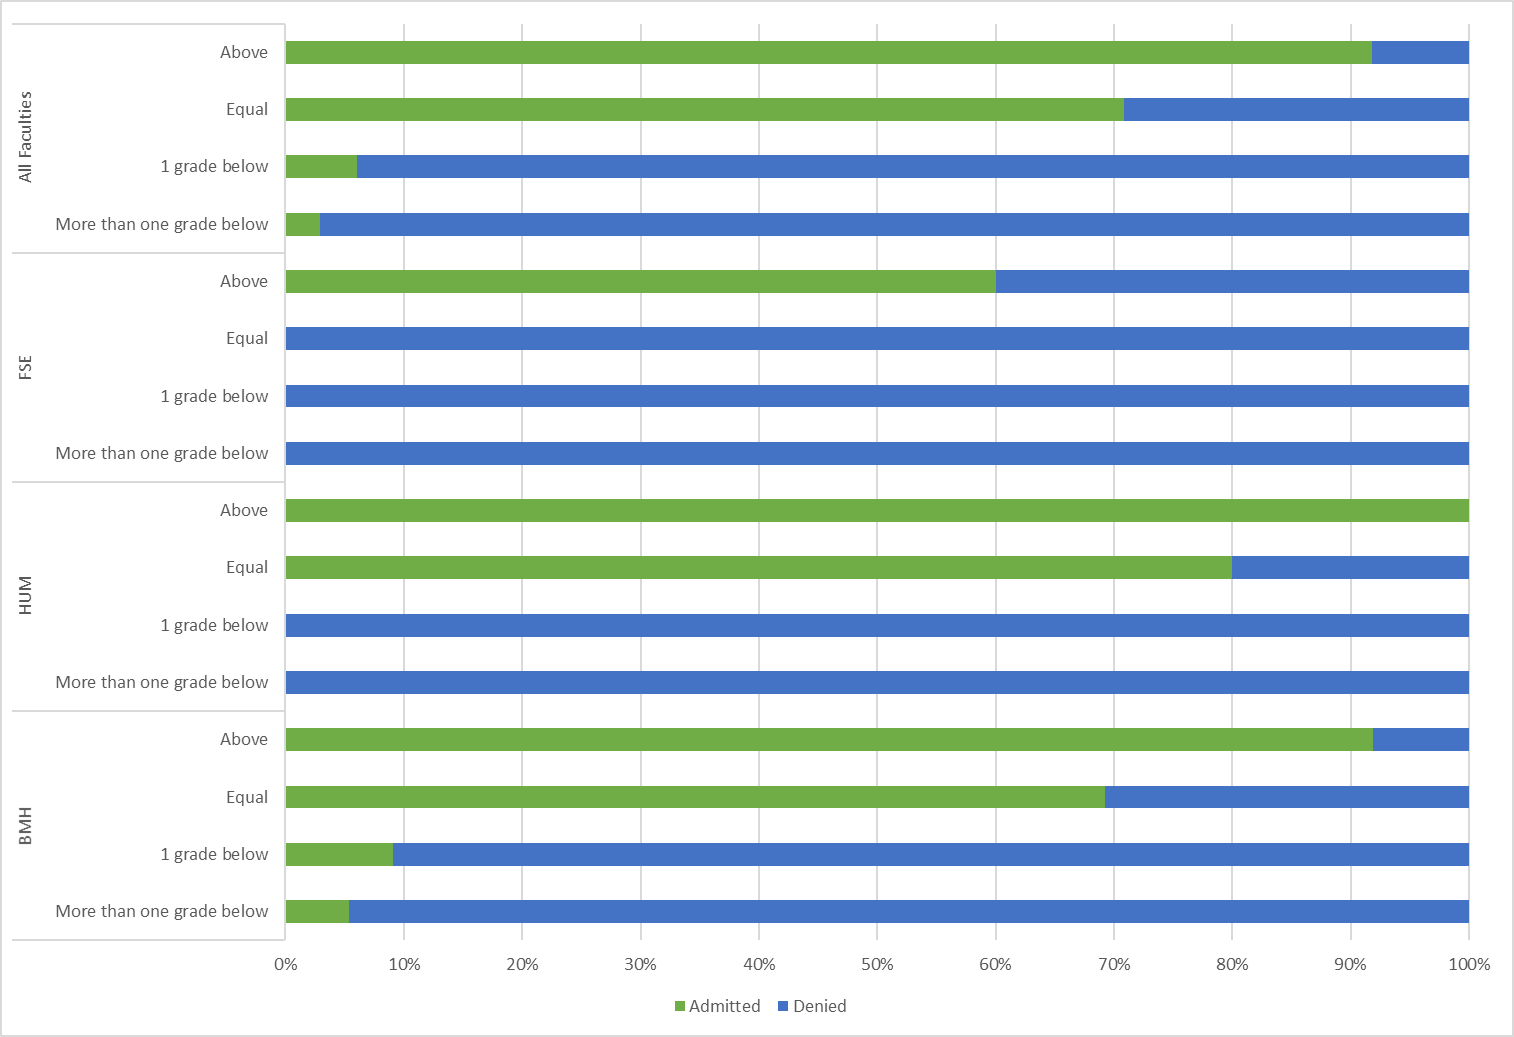 All Faculties
Above
Equal
1 grade below
More than one grade below
FSE
Above
Equal
1 grade below
More than one grade below
HUM
Above
Equal
1 grade below
More than one grade below
BMH
Above
Equal
1 grade below
More than one grade below
0% 10% 20% 30% 40% 50% 60% 70% 80% 90% 100%
Admitted Denied